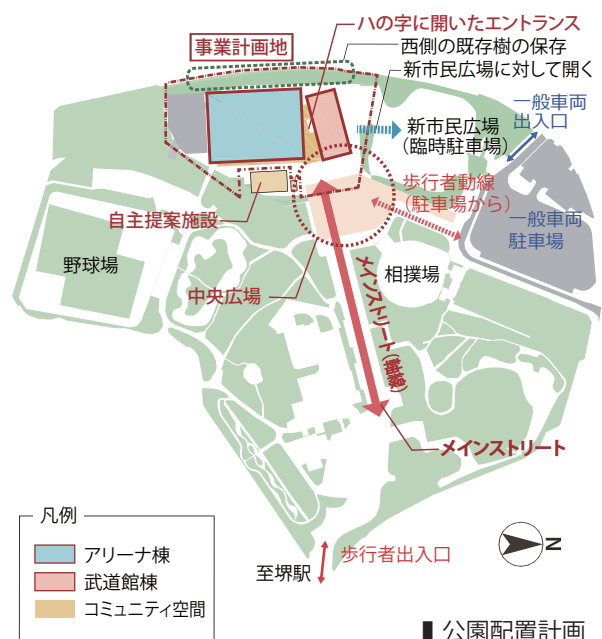 ハの字に開いたエントランス
事業計画地
西側の既存樹の保存
新市民広場に対して開く
一般車両
出入口
新市民広場
（臨時駐車場）
歩行者動線
（駐車場から）
一般車両
駐車場
自主提案施設
野球場
中央広場
相撲場
メインストリート（軸線）
メインストリート
凡例
アリーナ棟
武道館棟
コミュニティ空間
至堺駅
歩行者出入口
N
公園配置計画